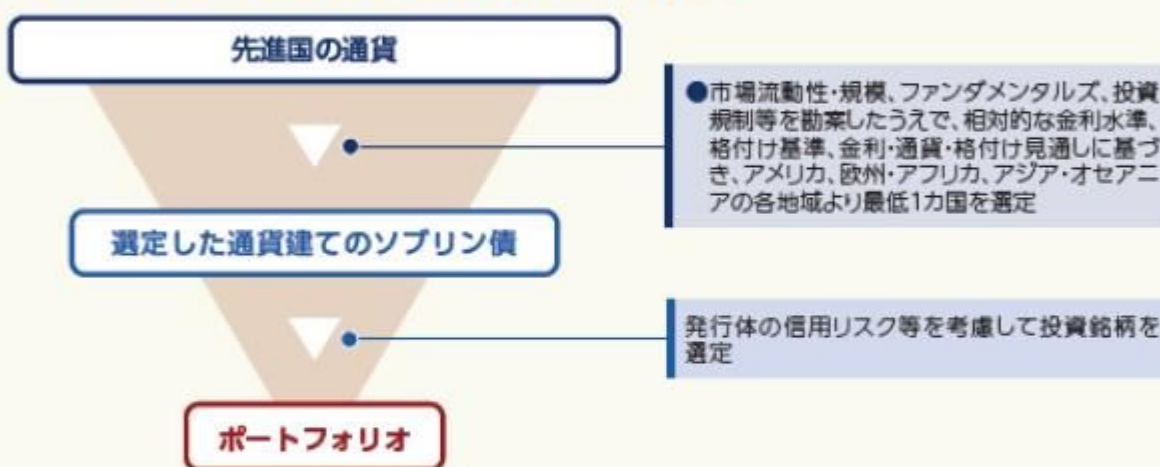 先進国の通貨
●市場流動性・規模、ファンダメンタルズ、投資
規制等を勘案したうえで、相対的な金利水準、
格付け基準、金利・通貨・格付け見通しに基づ
き、アメリカ、欧州・アフリカ、アジア・オセアニ
アの各地域より最低1カ国を選定
選定した通貨建てのソブリン債
発行体の信用リスク等を考慮して投資銘柄を
選定
ポートフォリオ